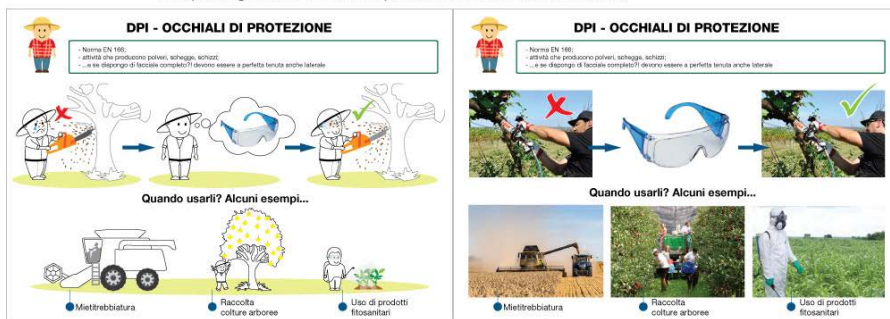 DPI - OCCHIALI DI PROTEZIONE
- Norma EN 166;
- attività che producono polveri, schegge, schizzi;
- ...e se dispongo di facciale completo?! devono essere a perfetta tenuta anche laterale
Quando usarli? Alcuni esempi...
Mietitrebbiatura
Raccolta
colture arboree
Uso di prodotti
fitosanitari
DPI - OCCHIALI DI PROTEZIONE
- Norma EN 166;
- attività che producono polveri, schegge, schizzi;
- ...e se dispongo di facciale completo?! devono essere a perfetta tenuta anche laterale
Quando usarli? Alcuni esempi...
Mietitrebbiatura
Raccolta
colture arboree
Uso di prodotti
fitosanitari